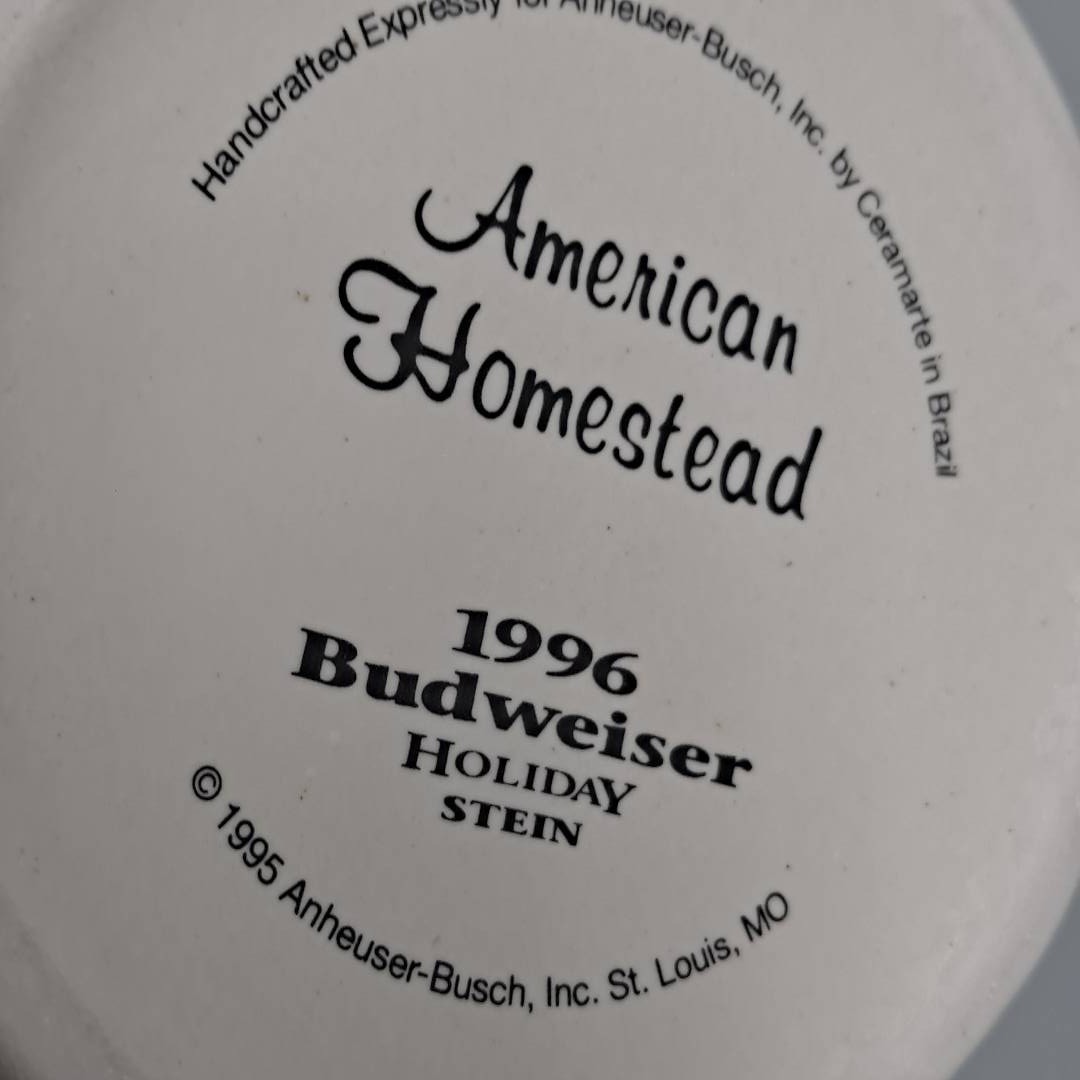 Handcrafted Expressly for Anheuser-Busch, Inc. by Ceramarte in Brazil
American
Homestead
1996
Budweiser
HOLIDAY
STEIN
© 1995 Anheuser-Busch, Inc. St. Louis, MO